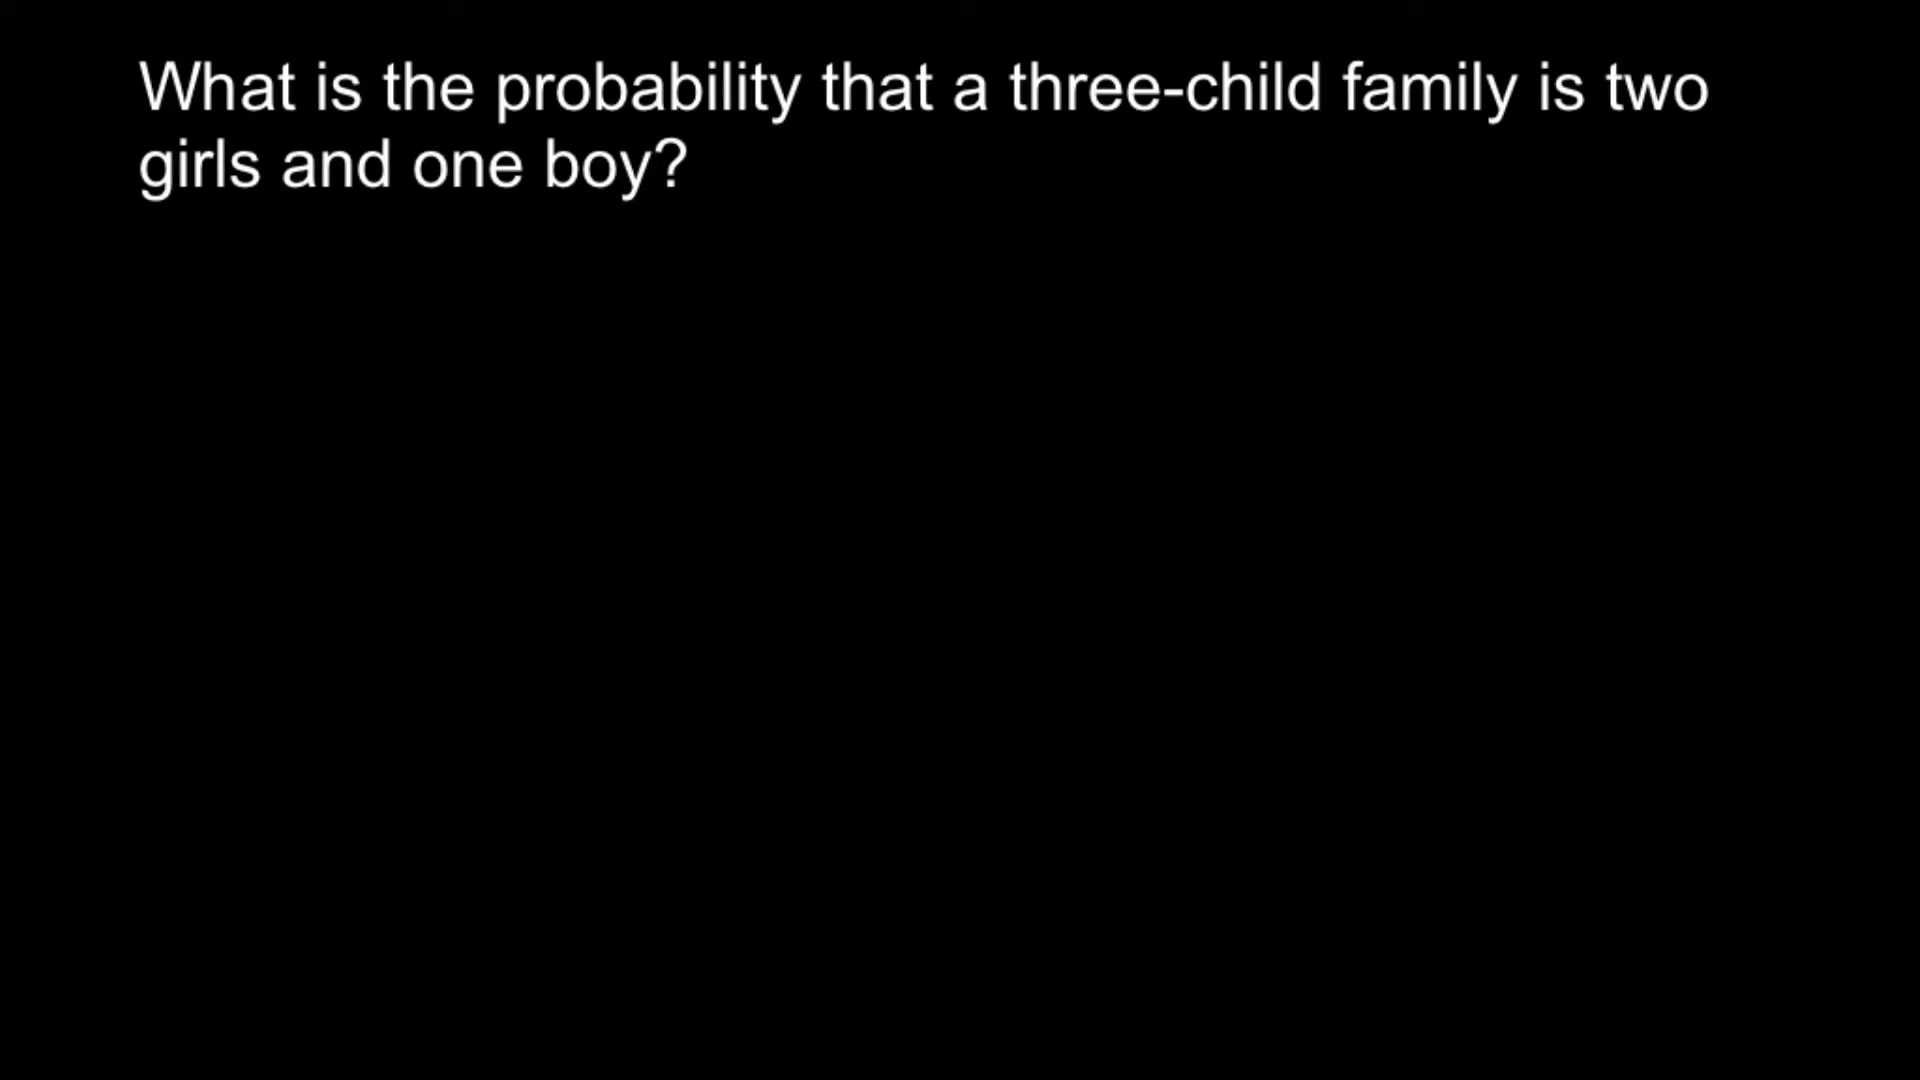 What is the probability that a three-child family is two
girls and one boy?